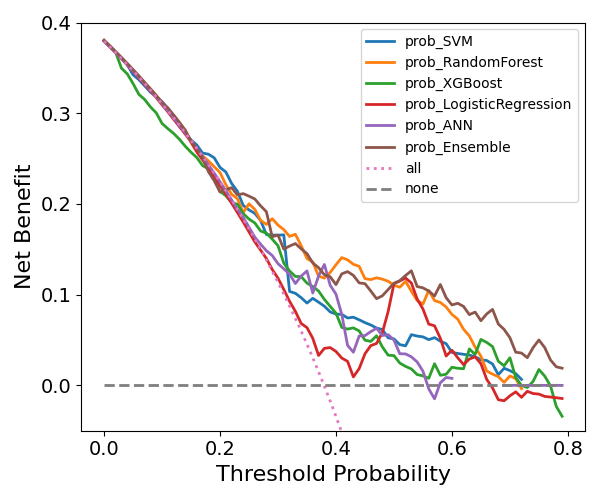 0.4
0.3
0.2
0.1
0.0
Net Benefit
prob_SVM
prob_RandomForest
prob_XGBoost
prob_LogisticRegression
prob_ANN
prob_Ensemble
all
none
0.0 0.2 0.4 0.6 0.8
Threshold Probability